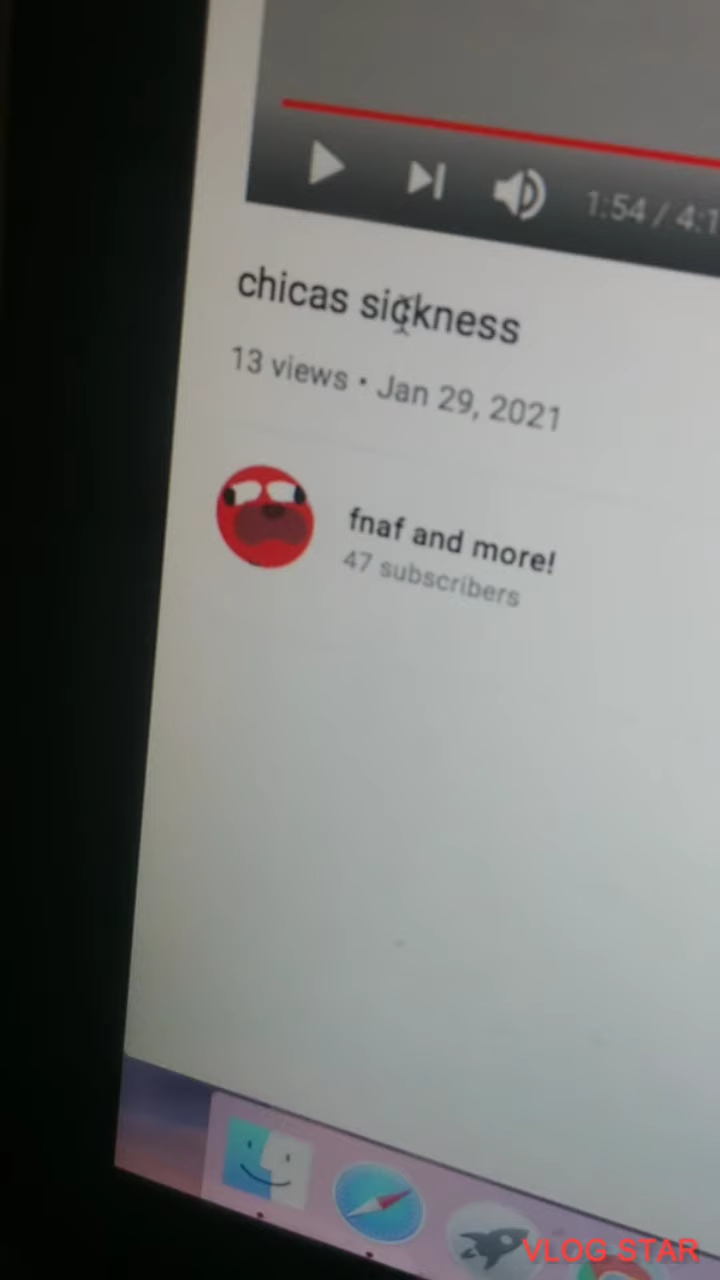 1:54 / 4:1
chicas sickness
13 views • Jan 29, 2021
fnaf and more!
47 subscribers
VLOG STAR